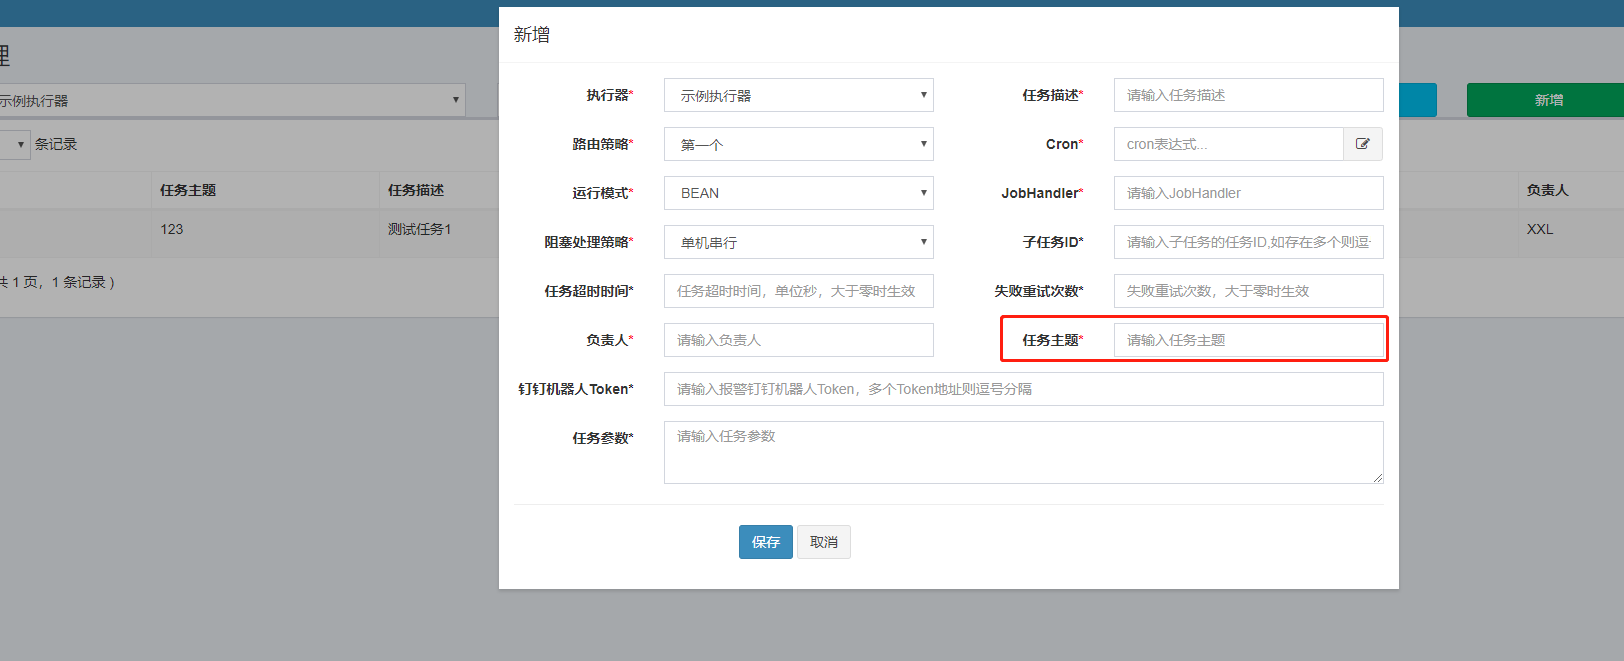 新增
理
示例执行器
新增
条记录
任务主题 任务描述 负责人
123 测试任务1 XXL
共 1 页，1 条记录 )
执行器* 示例执行器 任务描述* 请输入任务描述
路由策略* 第一个 Cron* cron表达式...
运行模式* BEAN JobHandler* 请输入JobHandler
阻塞处理策略* 单机串行 子任务ID* 请输入子任务的任务ID,如存在多个则逗
任务超时时间* 任务超时时间，单位秒，大于零时生效 失败重试次数* 失败重试次数，大于零时生效
负责人* 请输入负责人 任务主题* 请输入任务主题
钉钉机器人Token* 请输入报警钉钉机器人Token，多个Token地址则逗号分隔
任务参数* 请输入任务参数
保存 取消